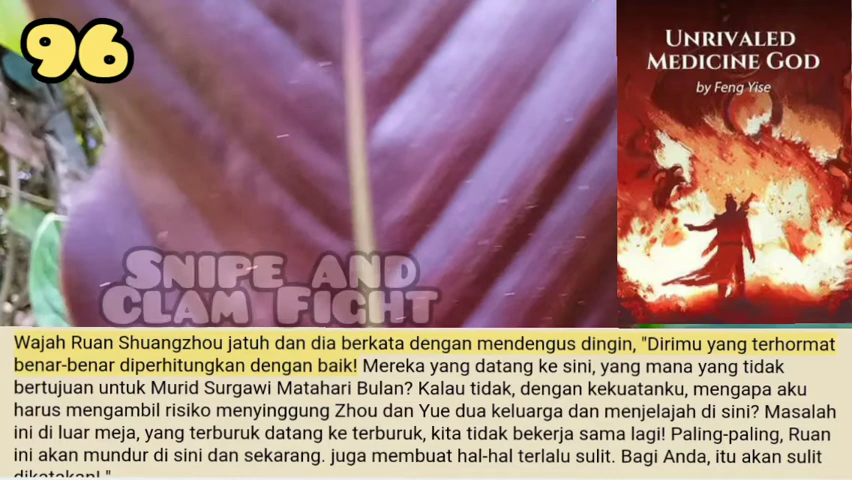 96
UNRIVALED
MEDICINE GOD
by Feng Yise
SNIPE AND
CLAM FIGHT
Wajah Ruan Shuangzhou jatuh dan dia berkata dengan mendengus dingin, "Dirimu yang terhormat
benar-benar diperhitungkan dengan baik! Mereka yang datang ke sini, yang mana yang tidak
bertujuan untuk Murid Surgawi Matahari Bulan? Kalau tidak, dengan kekuatanku, mengapa aku
harus mengambil risiko menyinggung Zhou dan Yue dua keluarga dan menjelajah di sini? Masalah
ini di luar meja, yang terburuk datang ke terburuk, kita tidak bekerja sama lagi! Paling-paling, Ruan
ini akan mundur di sini dan sekarang. juga membuat hal-hal terlalu sulit. Bagi Anda, itu akan sulit
dikatakan! "